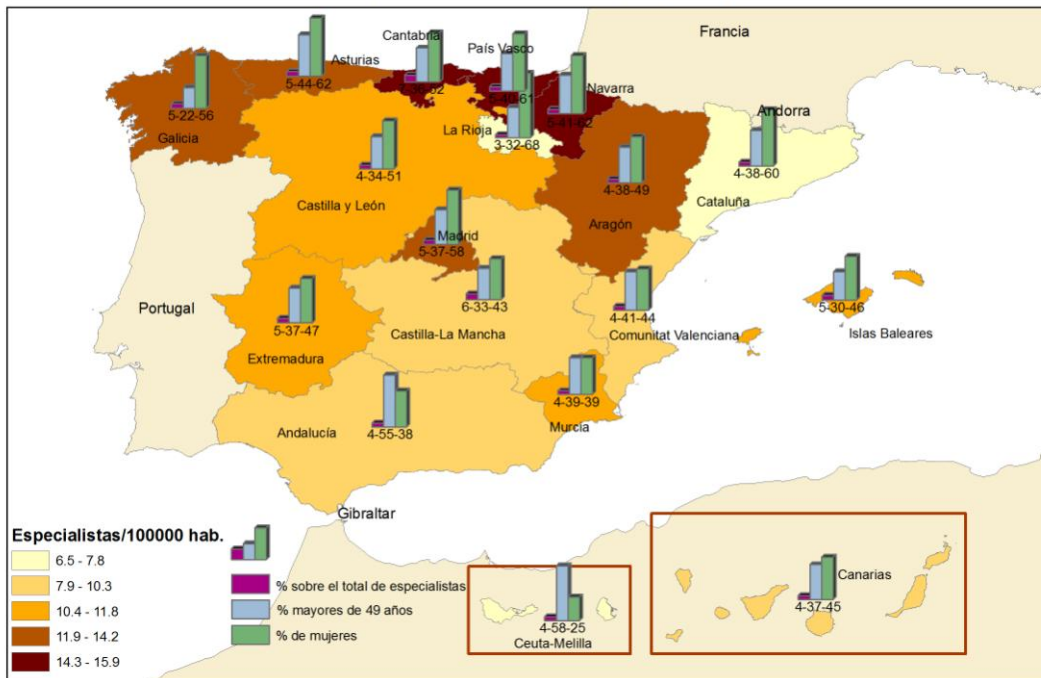 Francia
Cantabria
País Vasco
Asturias
5-44-62
5-22-56
Galicia
Navarra
5-41-62
Andorra
La Rioja
3-32-68
4-38-60
Cataluña
4-34-51
Castilla y León
4-38-49
Aragón
Madrid
5-37-58
Portugal
6-33-43
Castilla-La Mancha
4-41-44
Comunitat Valenciana
5-30-46
Islas Baleares
5-37-47
Extremadura
4-39-39
Murcia
4-55-38
Andalucía
Gibraltar
Especialistas/100000 hab.
6.5 - 7.8
7.9 - 10.3
10.4 - 11.8
11.9 - 14.2
14.3 - 15.9
% sobre el total de especialistas
% mayores de 49 años
% de mujeres
4-58-25
Ceuta-Melilla
Canarias
4-37-45